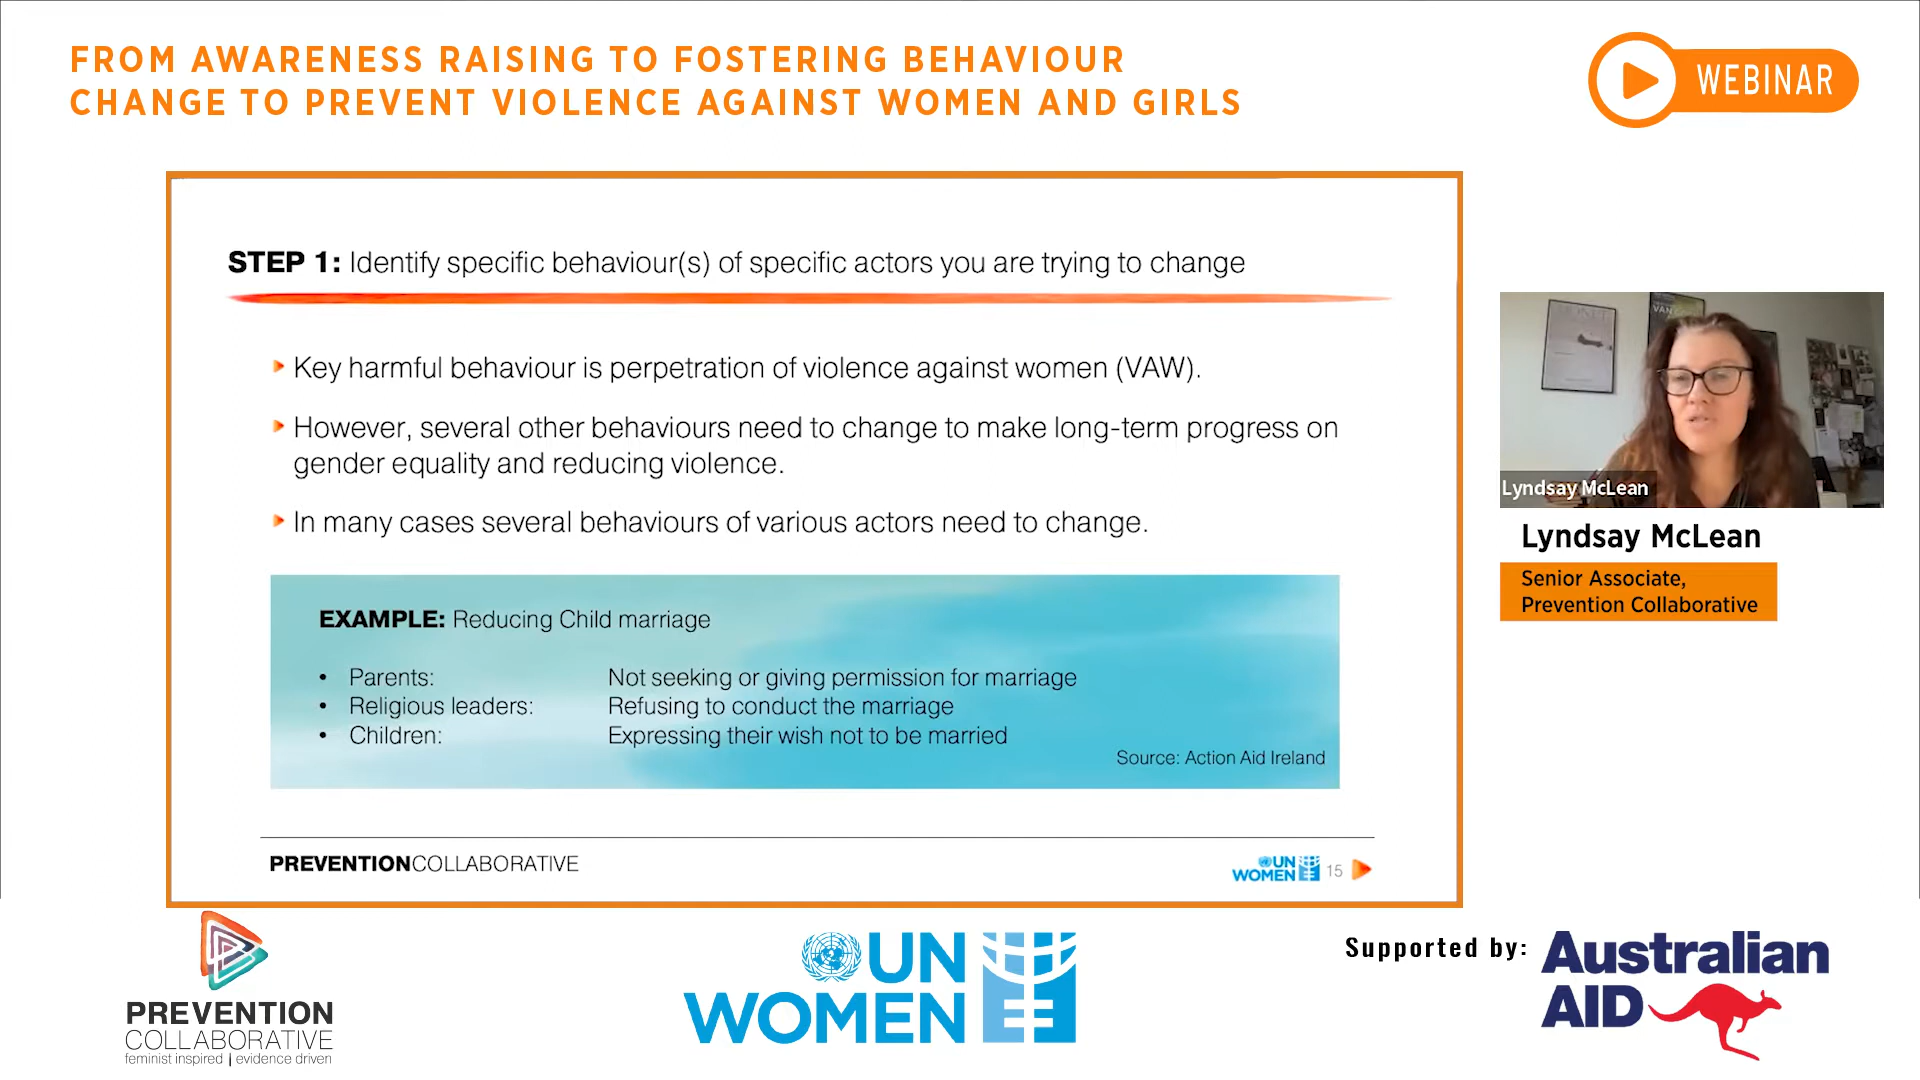 FROM AWARENESS RAISING TO FOSTERING BEHAVIOUR
CHANGE TO PREVENT VIOLENCE AGAINST WOMEN AND GIRLS
WEBINAR
STEP 1: Identify specific behaviour(s) of specific actors you are trying to change
Key harmful behaviour is perpetration of violence against women (VAW).
However, several other behaviours need to change to make long-term progress on
gender equality and reducing violence.
In many cases several behaviours of various actors need to change.
EXAMPLE: Reducing Child marriage
• Parents: Not seeking or giving permission for marriage
• Religious leaders: Refusing to conduct the marriage
• Children: Expressing their wish not to be married
Source: Action Aid Ireland
PREVENTIONCOLLABORATIVE
UN
WOMEN
15
Lyndsay McLean
Lyndsay McLean
Senior Associate,
Prevention Collaborative
PREVENTION
COLLABORATIVE
feminist inspired | evidence driven
UN
WOMEN
Supported by:
Australian
AID